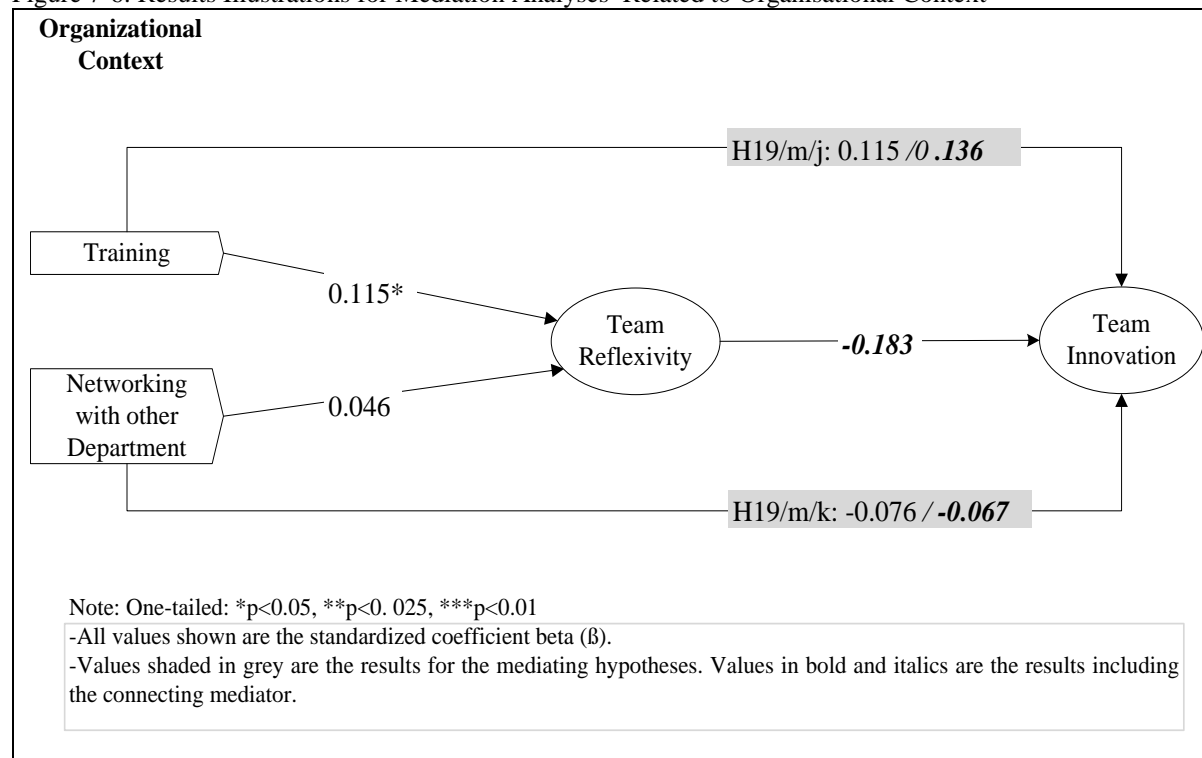 Figure 7-6: Results Illustrations for Mediation Analyses Related to Organisational Context
Organizational
Context
H19/m/j: 0.115 /0 .136
Training
0.115*
Team
Reflexivity
-0.183
Team
Innovation
Networking
with other
Department
0.046
H19/m/k: -0.076 / -0.067
Note: One-tailed: *p<0.05, **p<0. 025, ***p<0.01
-All values shown are the standardized coefficient beta (ß).
-Values shaded in grey are the results for the mediating hypotheses. Values in bold and italics are the results including
the connecting mediator.